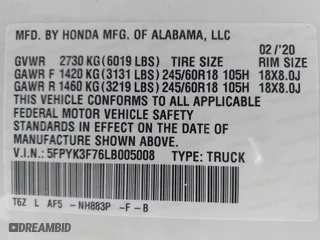 MFD. BY HONDA MFG. OF ALABAMA, LLC
02/'20
GVWR 2730 KG(6019 LBS) TIRE SIZE RIM SIZE
GAWR F 1420 KG(3131 LBS) 245/60R18 105H 18X8.0J
GAWR R 1460 KG(3219 LBS) 245/60R18 105H 18X8.0J
THIS VEHICLE CONFORMS TO ALL APPLICABLE
FEDERAL MOTOR VEHICLE SAFETY
STANDARDS IN EFFECT ON THE DATE OF
MANUFACTURE SHOWN ABOVE.
V.I.N.: 5FPYK3F76LB005008 TYPE: TRUCK
T6Z L AF5 -NH883P -F -B
DREAMBID